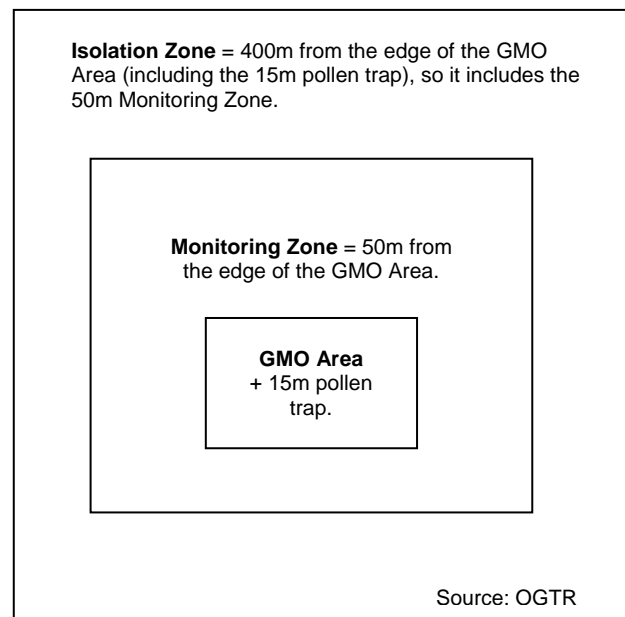 Isolation Zone = 400m from the edge of the GMO
Area (including the 15m pollen trap), so it includes the
50m Monitoring Zone.
Monitoring Zone = 50m from
the edge of the GMO Area.
GMO Area
+ 15m pollen
trap.
Source: OGTR